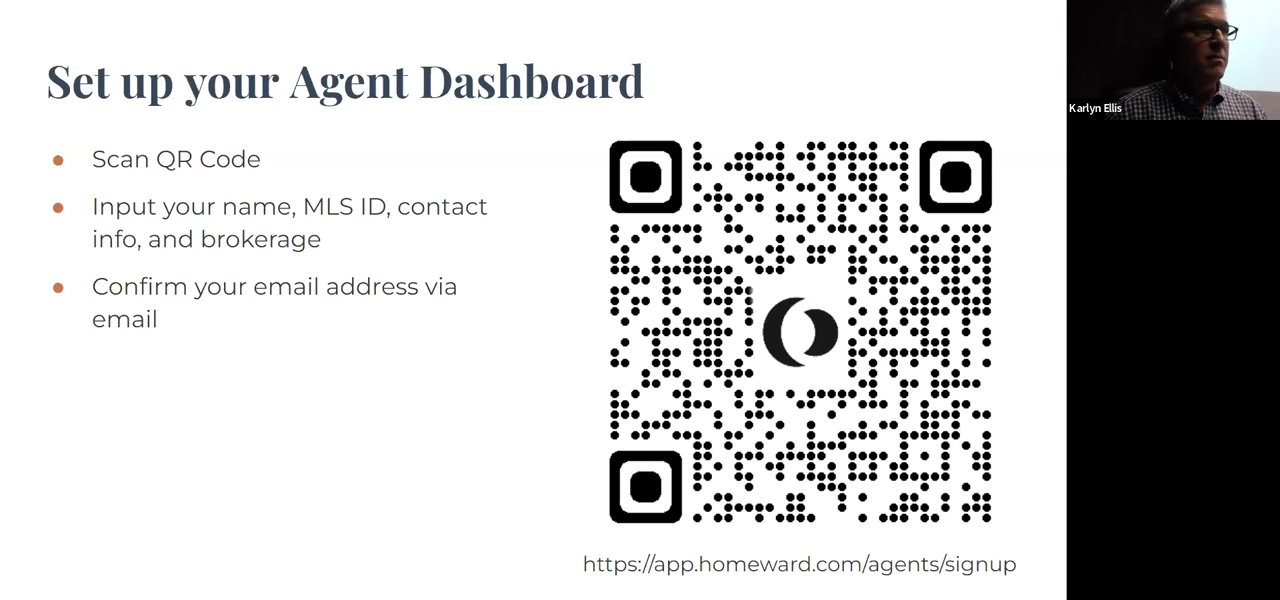 Set up your Agent Dashboard
Scan QR Code
Input your name, MLS ID, contact
info, and brokerage
Confirm your email address via
email
https://app.homeward.com/agents/signup
Karlyn Ellis